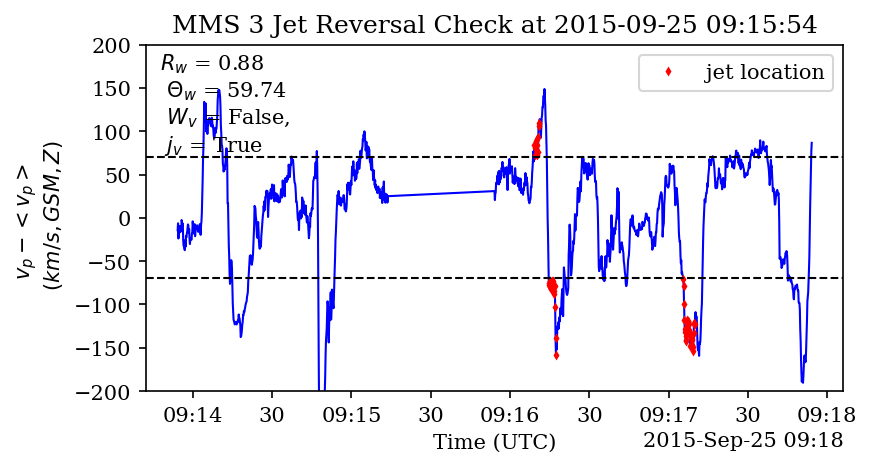 MMS 3 Jet Reversal Check at 2015-09-25 09:15:54
R_w = 0.88
Θ_w = 59.74
W_v = False,
j_v = True
jet location
v_p − < v_p >
(km/s, GSM, Z)
200
150
100
50
0
−50
−100
−150
−200
09:14 30 09:15 30 09:16 30 09:17 30 09:18
Time (UTC)
2015-Sep-25 09:18